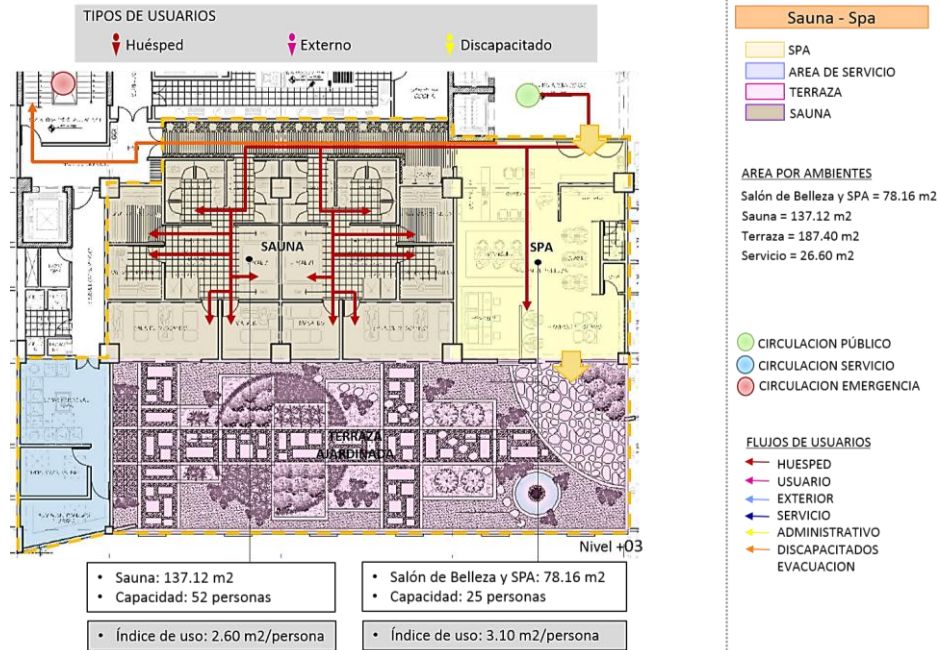 TIPOS DE USUARIOS
Huésped
Externo
Discapacitado
SAUNA
SPA
TERRAZA
AJARDINADA
Nivel +03
• Sauna: 137.12 m2
• Capacidad: 52 personas
• Índice de uso: 2.60 m2/persona
• Salón de Belleza y SPA: 78.16 m2
• Capacidad: 25 personas
• Índice de uso: 3.10 m2/persona
Sauna - Spa
SPA
AREA DE SERVICIO
TERRAZA
SAUNA
AREA POR AMBIENTES
Salón de Belleza y SPA = 78.16 m2
Sauna = 137.12 m2
Terraza = 187.40 m2
Servicio = 26.60 m2
CIRCULACION PÚBLICO
CIRCULACION SERVICIO
CIRCULACION EMERGENCIA
FLUJOS DE USUARIOS
HUESPED
USUARIO
EXTERIOR
SERVICIO
ADMINISTRATIVO
DISCAPACITADOS
EVACUACION